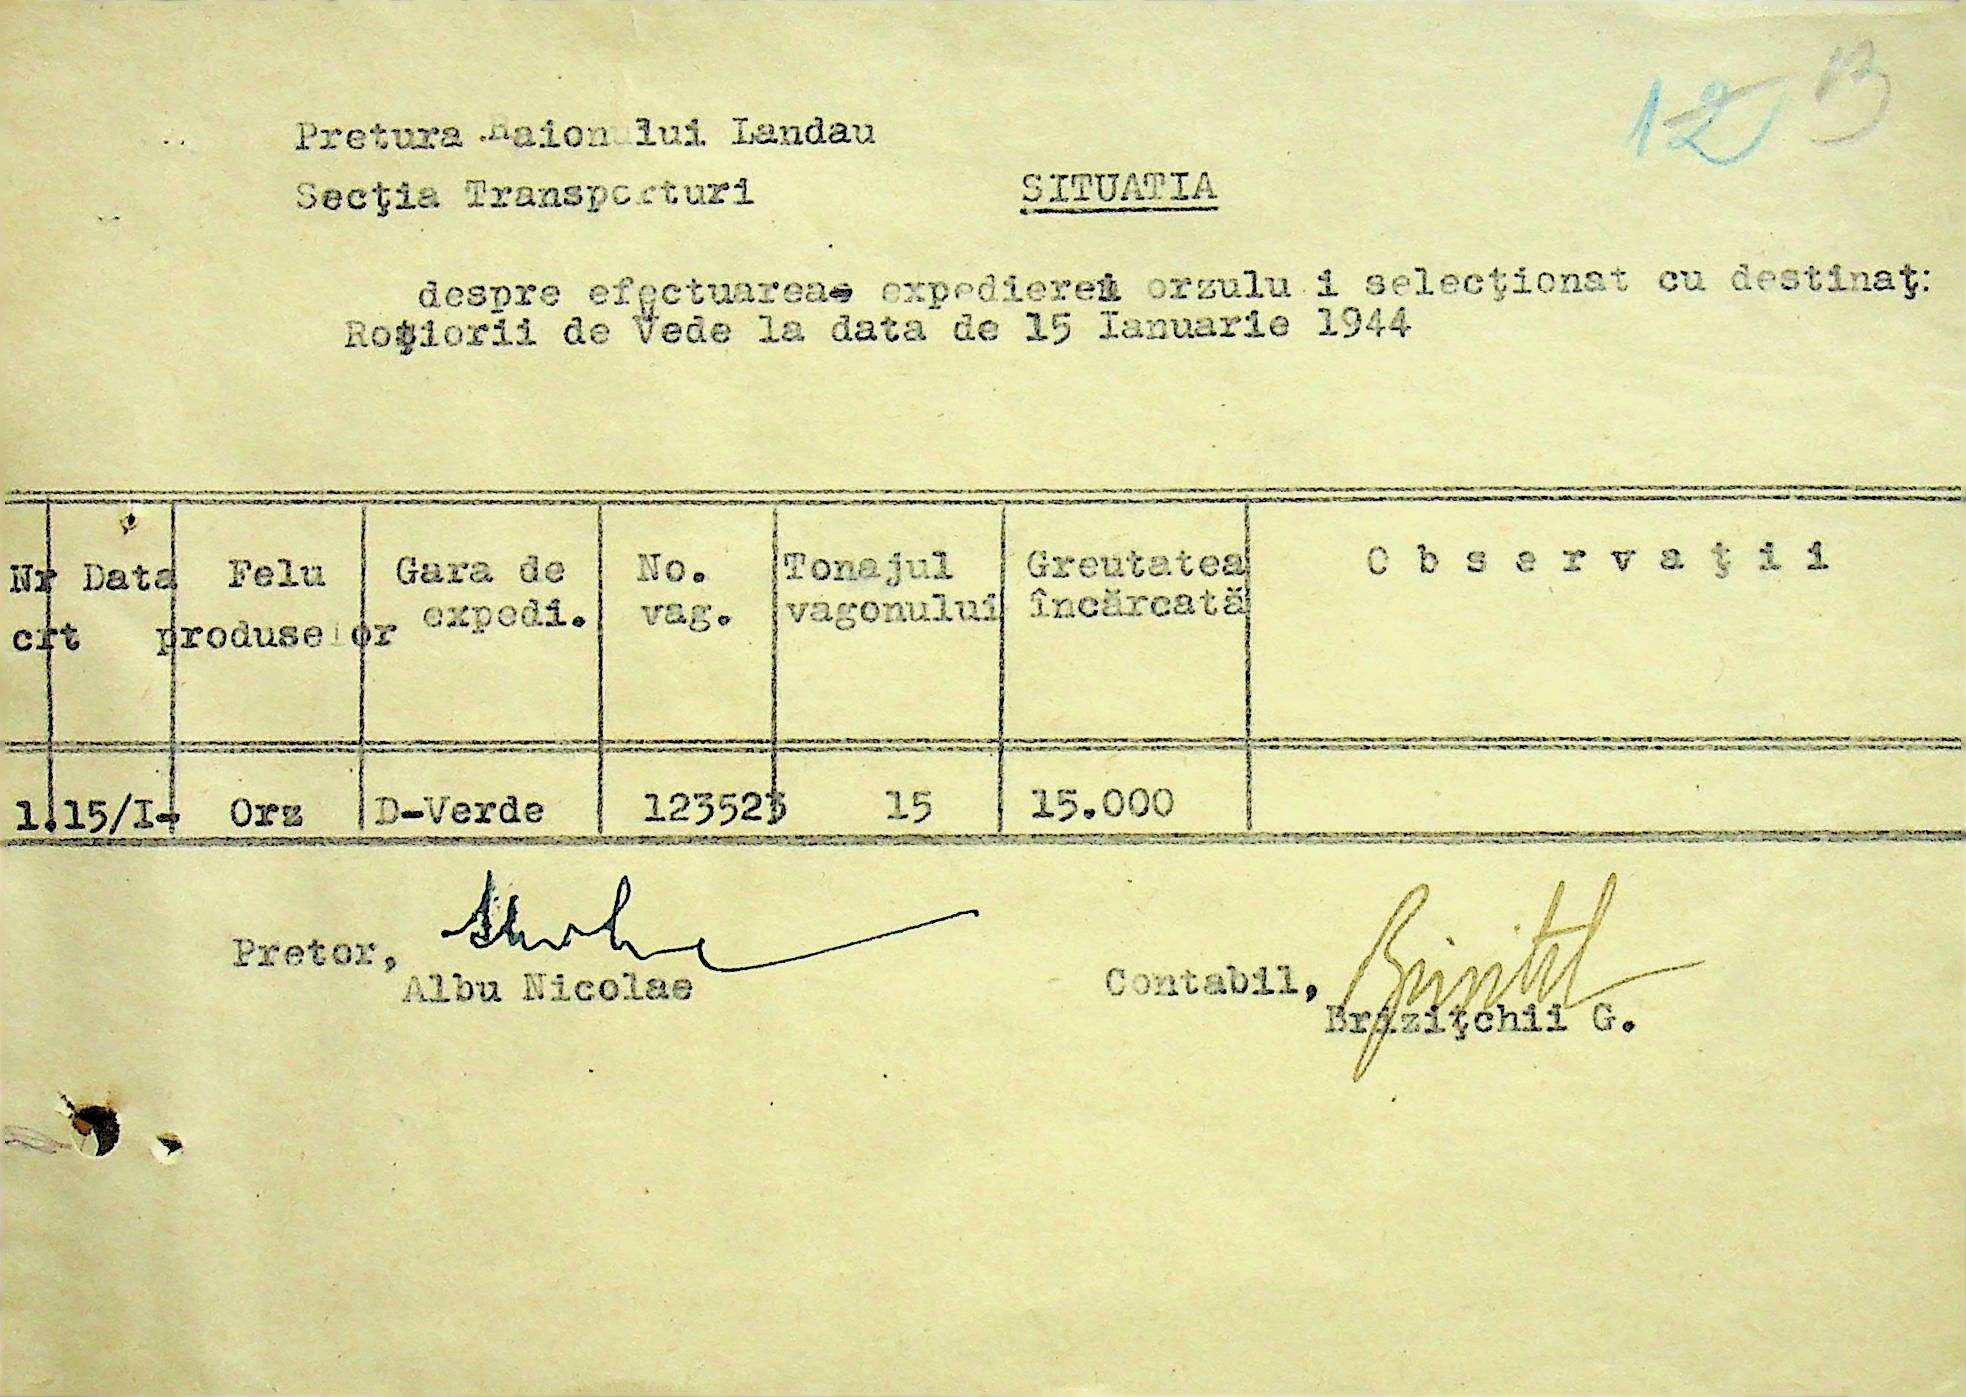 12 13
Pretura Raionului Landau
Secţia Transporturi
SITUATIA
despre efectuarea expedierei orzului selecţionat cu destinaţ:
Roşiorii de Vede la data de 15 Ianuarie 1944
Nr crt Data Felu produselor Gara de expedi. No. vag. Tonajul vagonului Greutatea încărcată Observaţii
1. 15/I- Orz D-Verde 123523 15 15.000
Pretor,
Albu Nicolae
Contabil,
Briziţchii G.